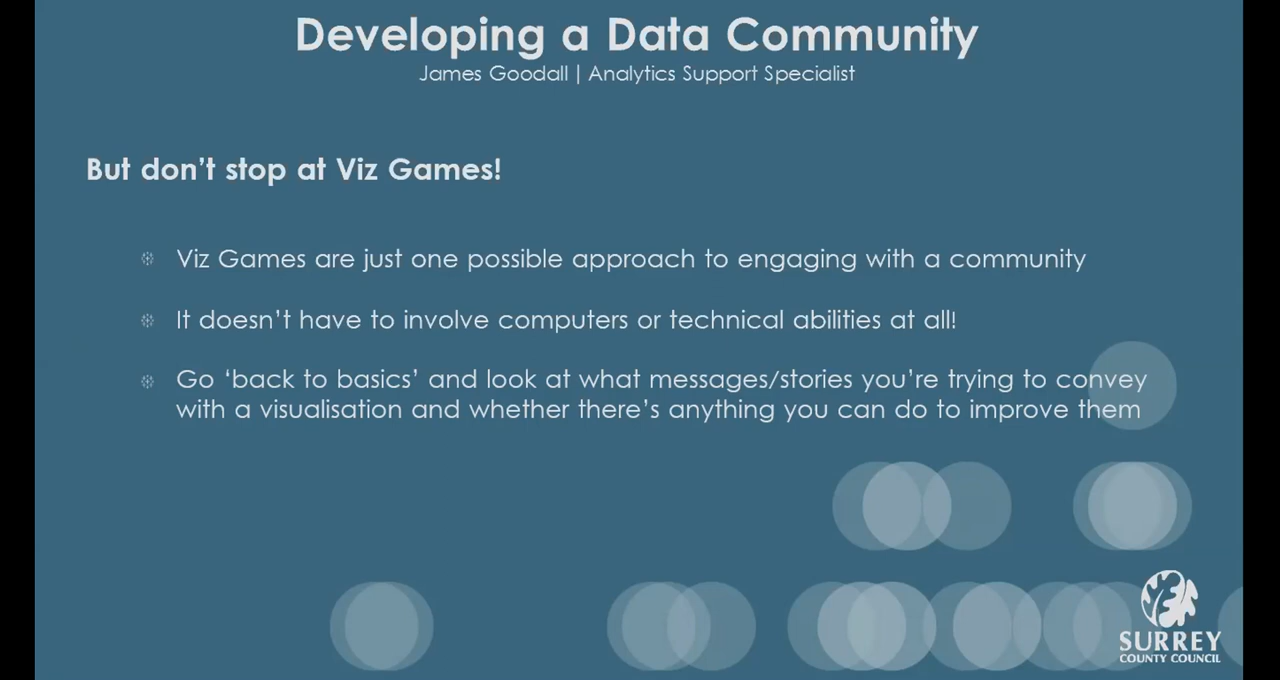 Developing a Data Community
James Goodall | Analytics Support Specialist
But don’t stop at Viz Games!
Viz Games are just one possible approach to engaging with a community
It doesn’t have to involve computers or technical abilities at all!
Go ‘back to basics’ and look at what messages/stories you’re trying to convey
with a visualisation and whether there’s anything you can do to improve them
SURREY
COUNTY COUNCIL